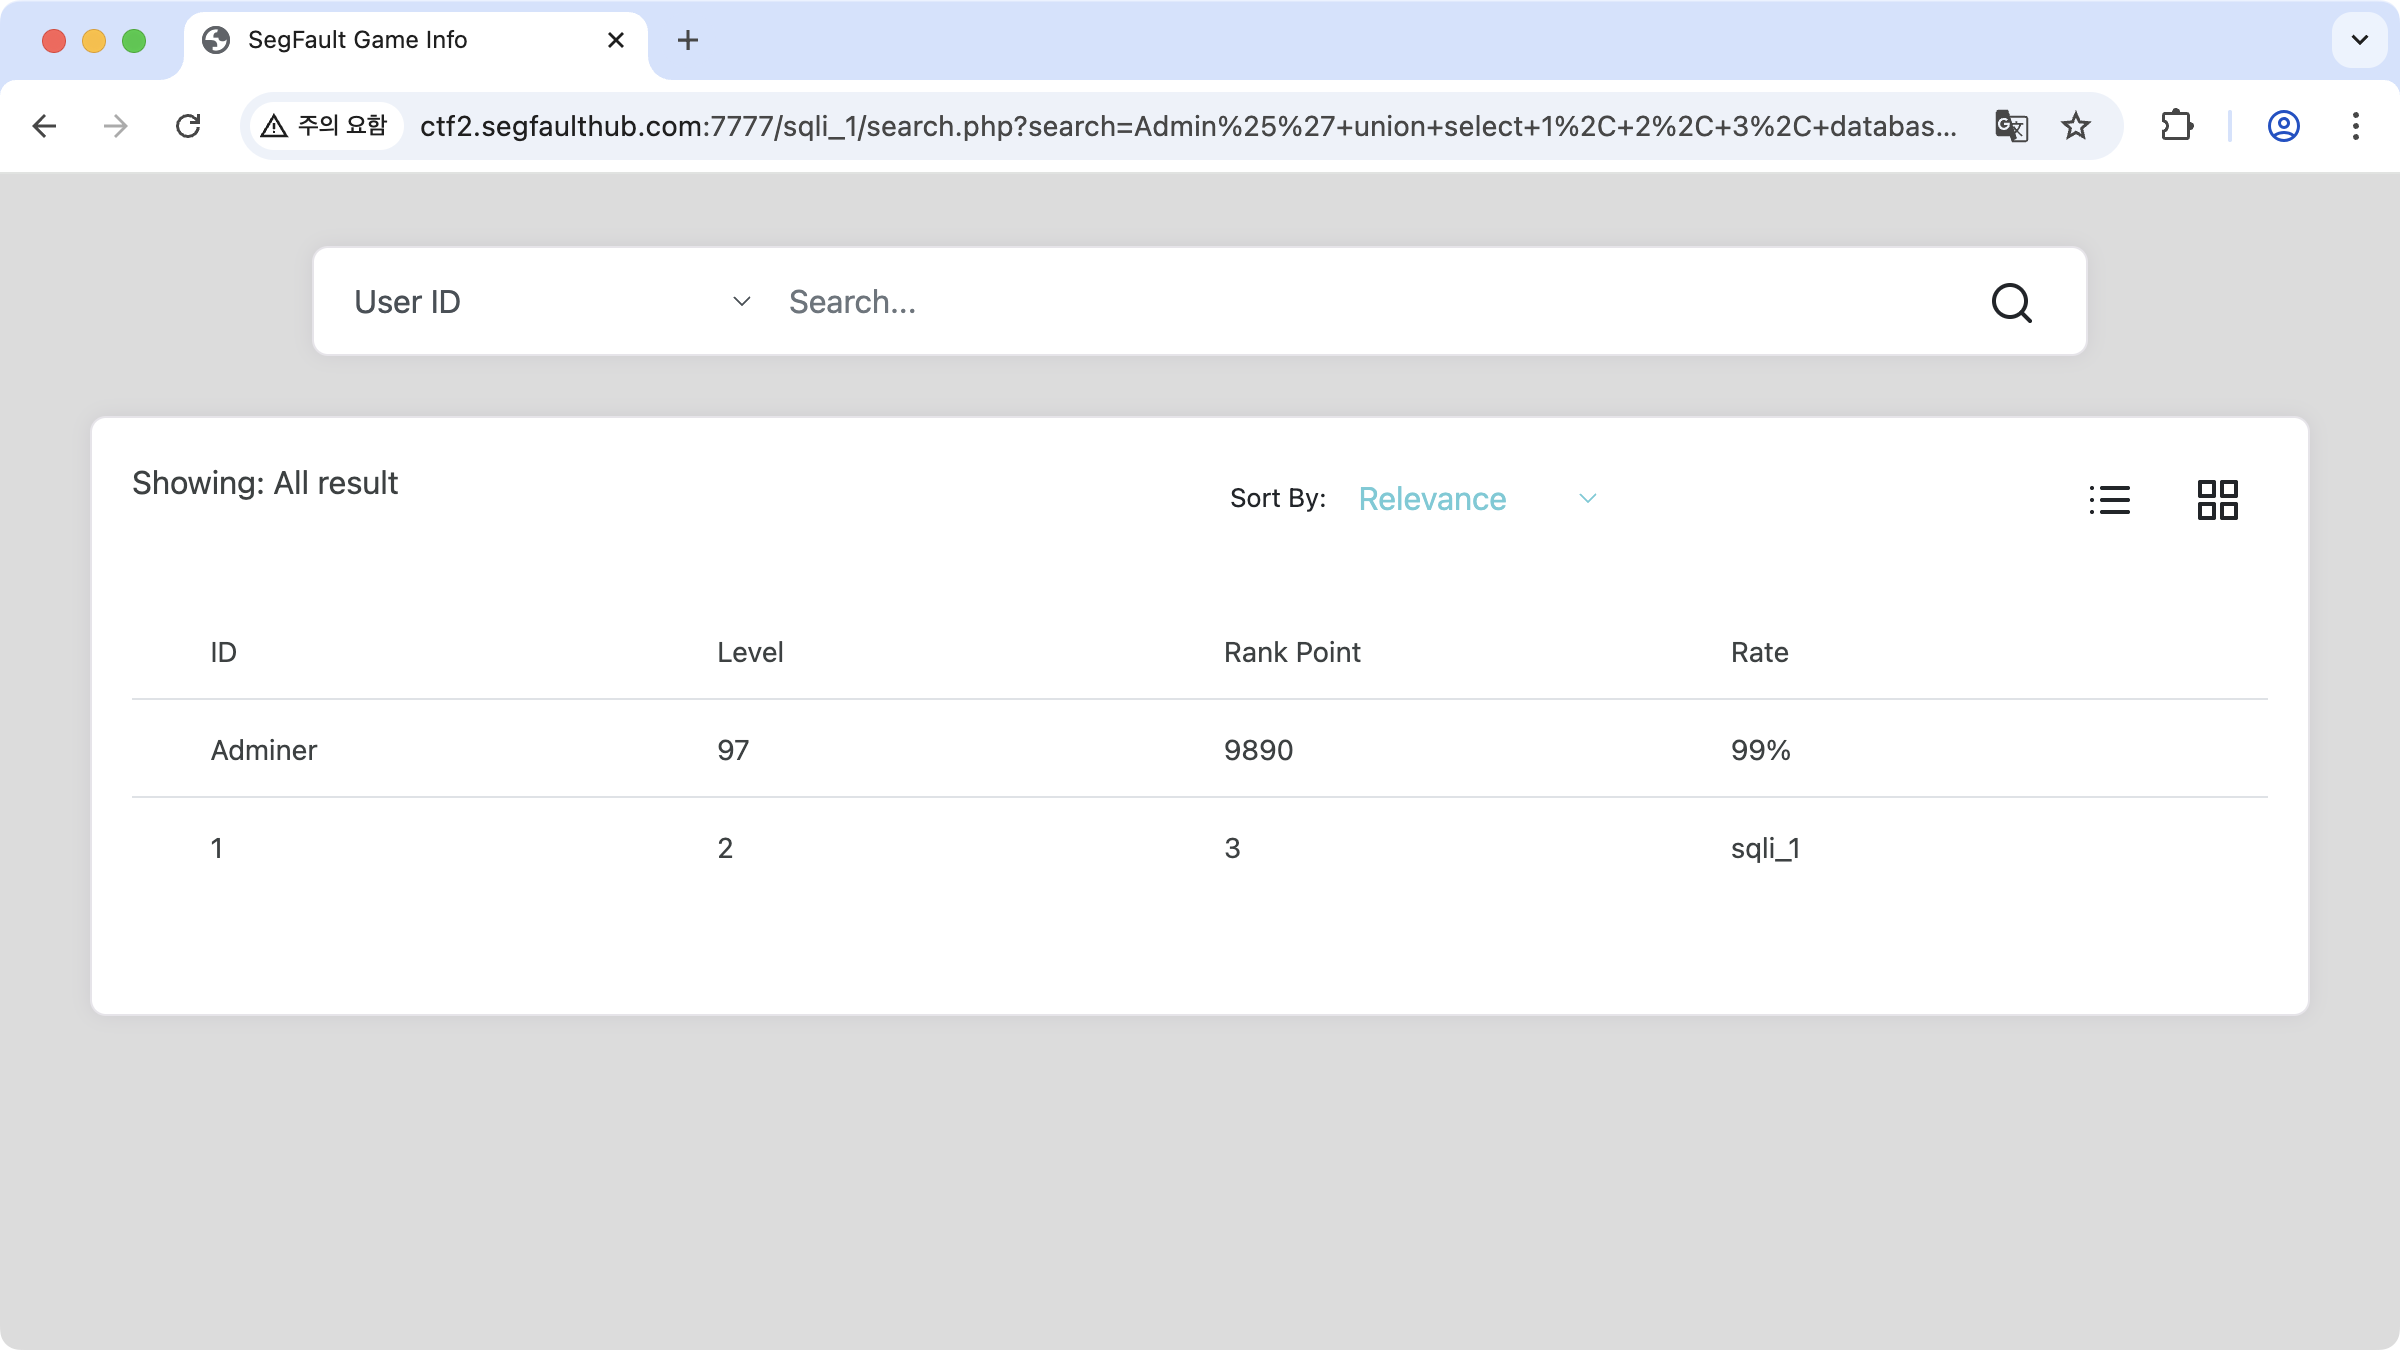 SegFault Game Info
주의 요함 ctf2.segfaulthub.com:7777/sqli_1/search.php?search=Admin%25%27+union+select+1%2C+2%2C+3%2C+databas...
User ID Search...
Showing: All result Sort By: Relevance
ID Level Rank Point Rate
Adminer 97 9890 99%
1 2 3 sqli_1